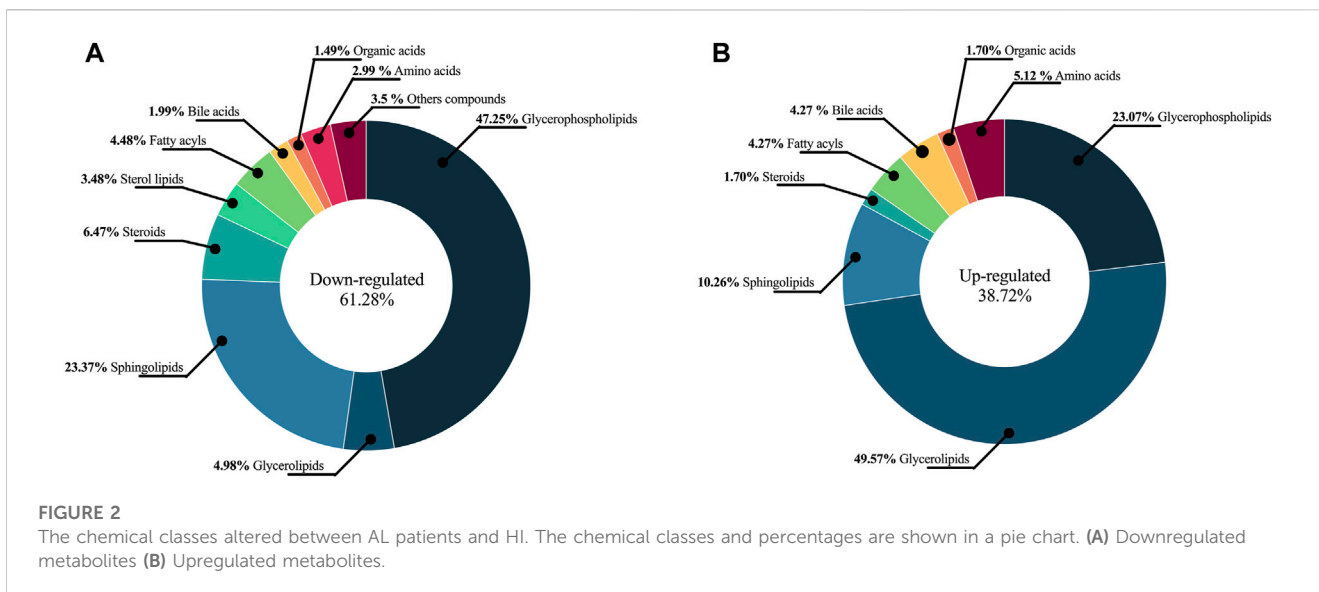 A
1.49% Organic acids
2.99 % Amino acids
3.5 % Others compounds
1.99% Bile acids
47.25% Glycerophospholipids
4.48% Fatty acyls
3.48% Sterol lipids
6.47% Steroids
Down-regulated
61.28%
23.37% Sphingolipids
4.98% Glycerolipids
B
1.70% Organic acids
5.12 % Amino acids
4.27 % Bile acids
23.07% Glycerophospholipids
4.27% Fatty acyls
1.70% Steroids
10.26% Sphingolipids
Up-regulated
38.72%
49.57% Glycerolipids
FIGURE 2
The chemical classes altered between AL patients and HI. The chemical classes and percentages are shown in a pie chart. (A) Downregulated
metabolites (B) Upregulated metabolites.